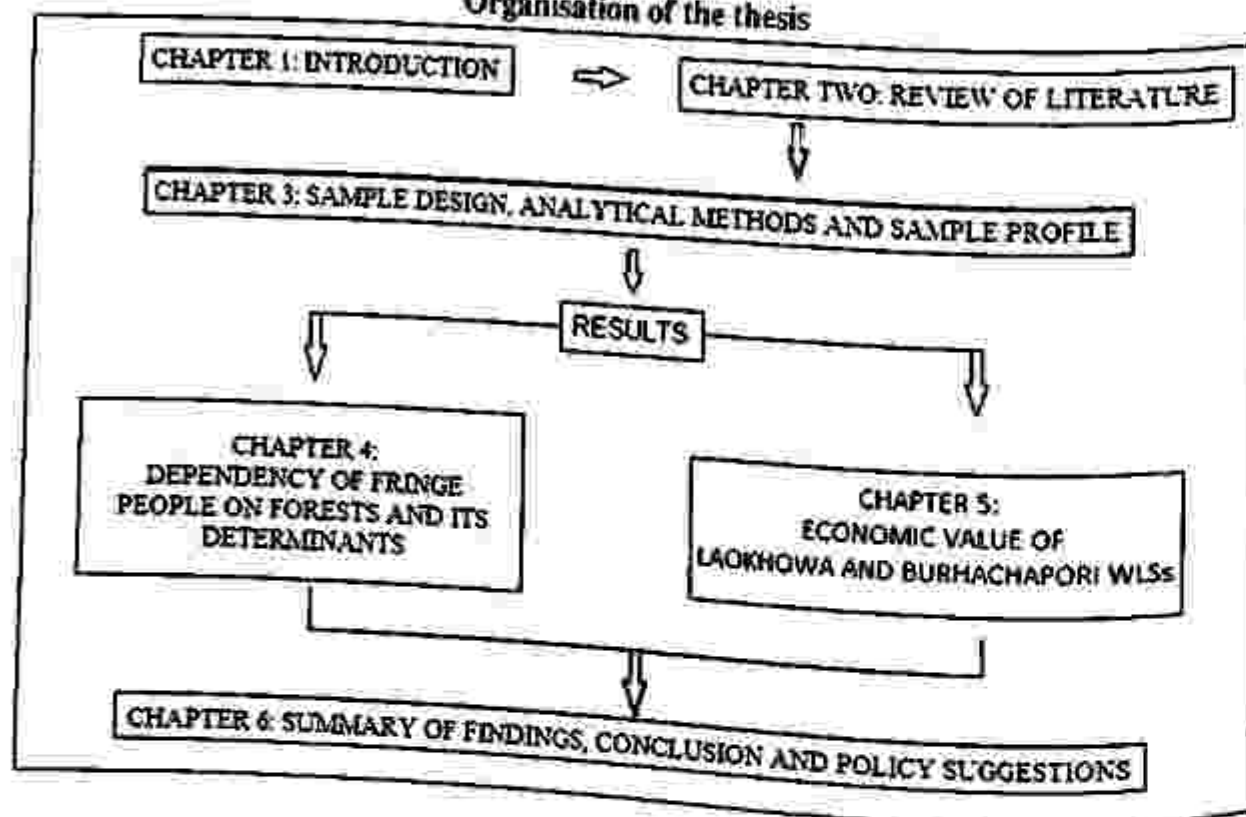 Organisation of the thesis
CHAPTER 1: INTRODUCTION
CHAPTER TWO: REVIEW OF LITERATURE
CHAPTER 3: SAMPLE DESIGN, ANALYTICAL METHODS AND SAMPLE PROFILE
RESULTS
CHAPTER 4:
DEPENDENCY OF FRINGE
PEOPLE ON FORESTS AND ITS
DETERMINANTS
CHAPTER 5:
ECONOMIC VALUE OF
LAOKHOWA AND BURHACHAPORI WLSs
CHAPTER 6: SUMMARY OF FINDINGS, CONCLUSION AND POLICY SUGGESTIONS